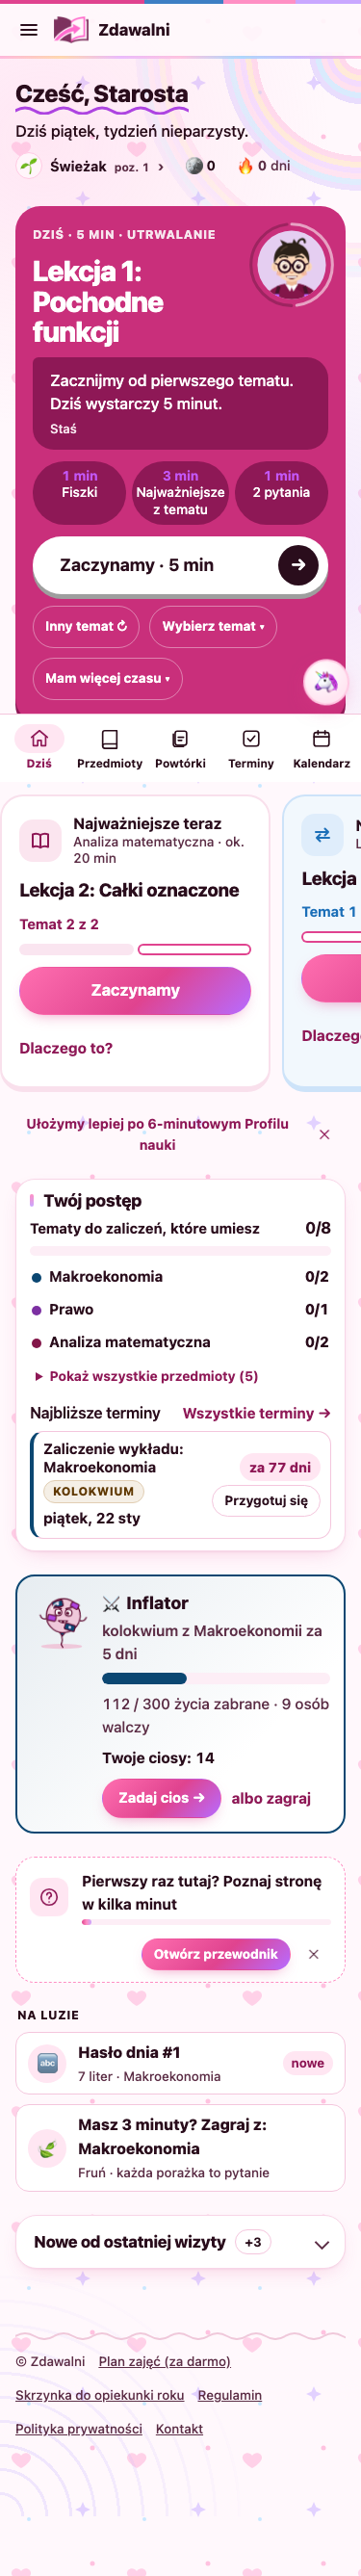 Zdawalni
Cześć, Starosta
Dziś piątek, tydzień nieparzysty.
Świeżak poz. 1 › 0 0 dni
DZIŚ · 5 MIN · UTRWALANIE
Lekcja 1:
Pochodne
funkcji
Zacznijmy od pierwszego tematu.
Dziś wystarczy 5 minut.
Staś
1 min
Fiszki
3 min
Najważniejsze
z tematu
1 min
2 pytania
Zaczynamy · 5 min →
Inny temat ↻
Wybierz temat ▾
Mam więcej czasu ▾
Dziś
Przedmioty
Powtórki
Terminy
Kalendarz
Najważniejsze teraz
Analiza matematyczna · ok.
20 min
Lekcja 2: Całki oznaczone
Temat 2 z 2
Zaczynamy
Dlaczego to?
Lekcja
Temat 1
Ułożymy lepiej po 6-minutowym Profilu
nauki
Twój postęp
Tematy do zaliczeń, które umiesz 0/8
Makroekonomia 0/2
Prawo 0/1
Analiza matematyczna 0/2
▶ Pokaż wszystkie przedmioty (5)
Najbliższe terminy Wszystkie terminy →
Zaliczenie wykładu:
Makroekonomia
KOLOKWIUM
piątek, 22 sty
za 77 dni
Przygotuj się
⚔ Inflator
kolokwium z Makroekonomii za
5 dni
112 / 300 życia zabrane · 9 osób
walczy
Twoje ciosy: 14
Zadaj cios → albo zagraj
Pierwszy raz tutaj? Poznaj stronę
w kilka minut
Otwórz przewodnik
NA LUZIE
abc
Hasło dnia #1
7 liter · Makroekonomia
nowe
Masz 3 minuty? Zagraj z:
Makroekonomia
Fruń · każda porażka to pytanie
Nowe od ostatniej wizyty +3
© Zdawalni Plan zajęć (za darmo)
Skrzynka do opiekunki roku Regulamin
Polityka prywatności Kontakt